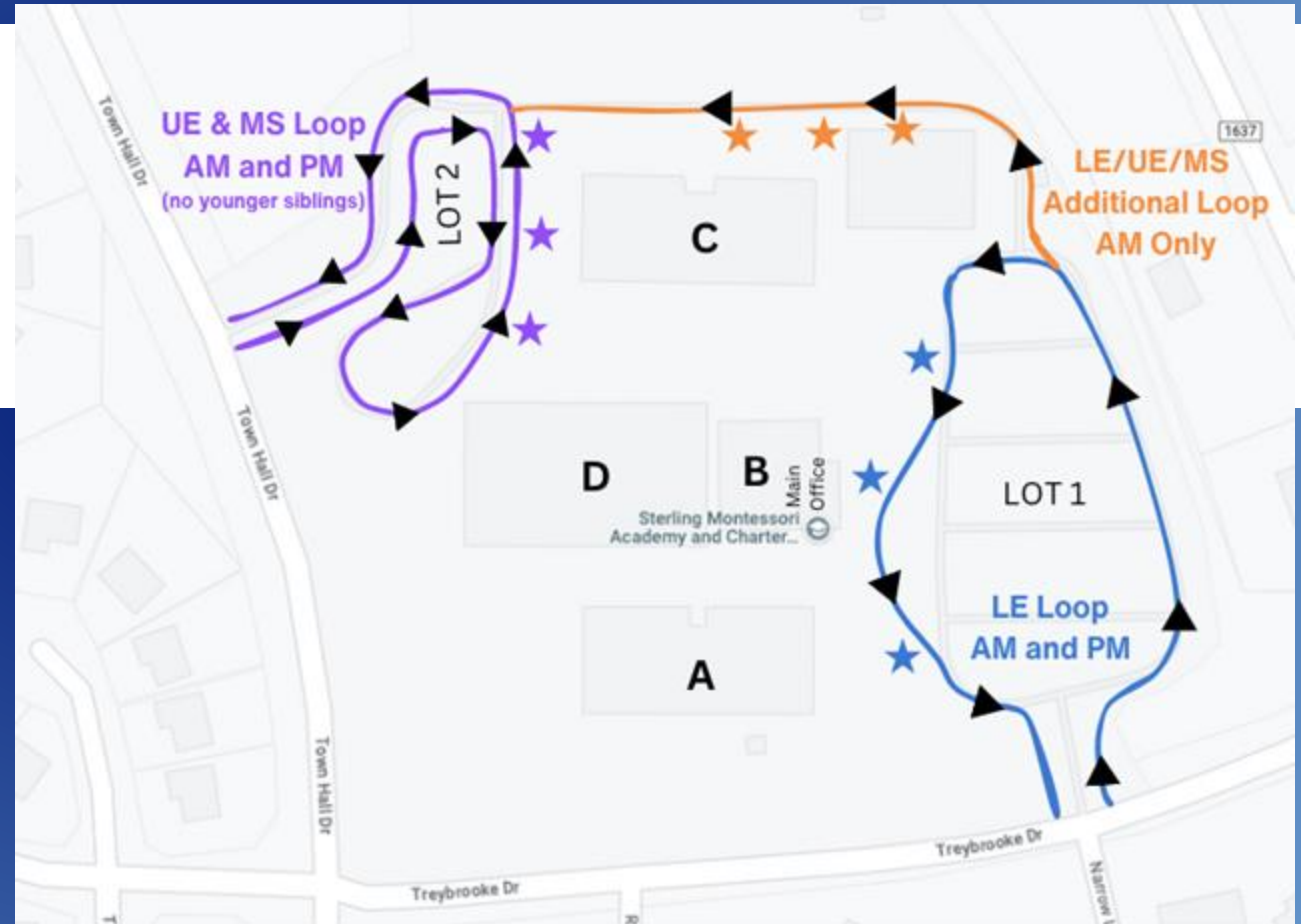 Town Hall Dr
UE & MS Loop
AM and PM
(no younger siblings)
LOT 2
1637
LE/UE/MS
Additional Loop
AM Only
C
Town Hall Dr
D
B
Main
Office
Sterling Montessori
Academy and Charter...
LOT 1
LE Loop
AM and PM
A
Town Hall Dr
Treybrooke Dr
Treybrooke Dr
Narrow
T
R